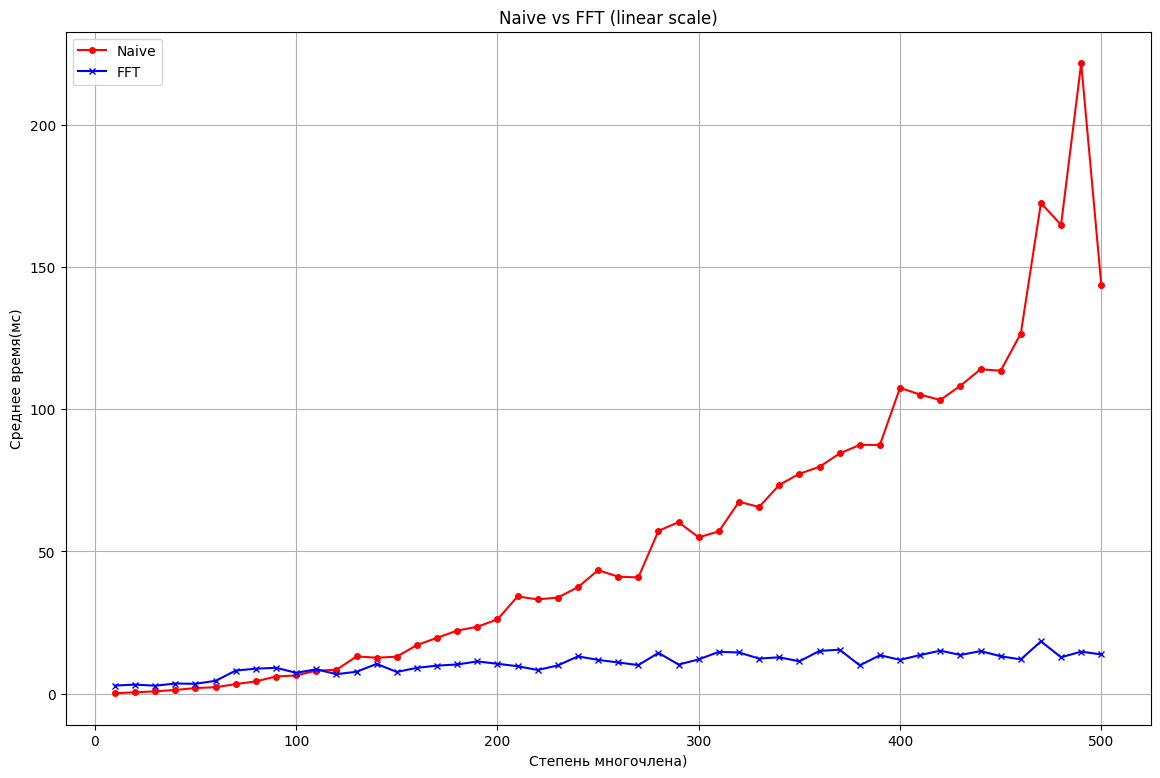 Naive vs FFT (linear scale)
Naive
FFT
200
150
100
50
0
Среднее время(мс)
0 100 200 300 400 500
Степень многочлена)